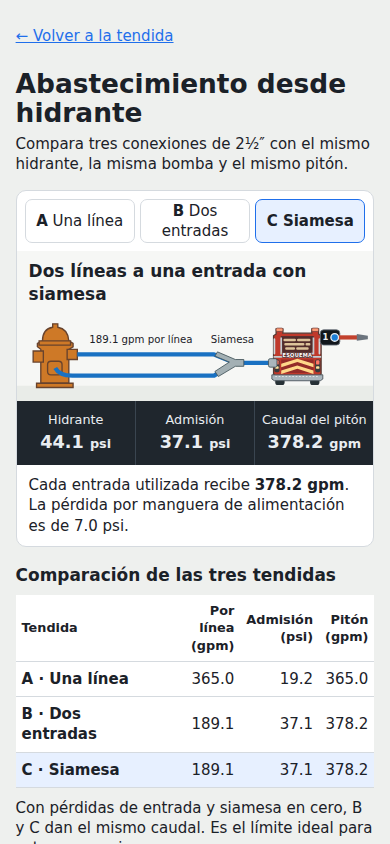 ← Volver a la tendida
Abastecimiento desde
hidrante
Compara tres conexiones de 2½″ con el mismo
hidrante, la misma bomba y el mismo pitón.
A Una línea
B Dos
entradas
C Siamese
Dos líneas a una entrada con
siamesa
189.1 gpm por línea
Siamesa
1
ESQUEMA
Hidrante
44.1 psi
Admisión
37.1 psi
Caudal del pitón
378.2 gpm
Cada entrada utilizada recibe 378.2 gpm.
La pérdida por manguera de alimentación
es de 7.0 psi.
Comparación de las tres tendidas
Tendida
Por
línea
(gpm)
Admisión
(psi)
Pitón
(gpm)
A · Una línea 365.0 19.2 365.0
B · Dos
entradas 189.1 37.1 378.2
C · Siamesa 189.1 37.1 378.2
Con pérdidas de entrada y siamesa en cero, B
y C dan el mismo caudal. Es el límite ideal para